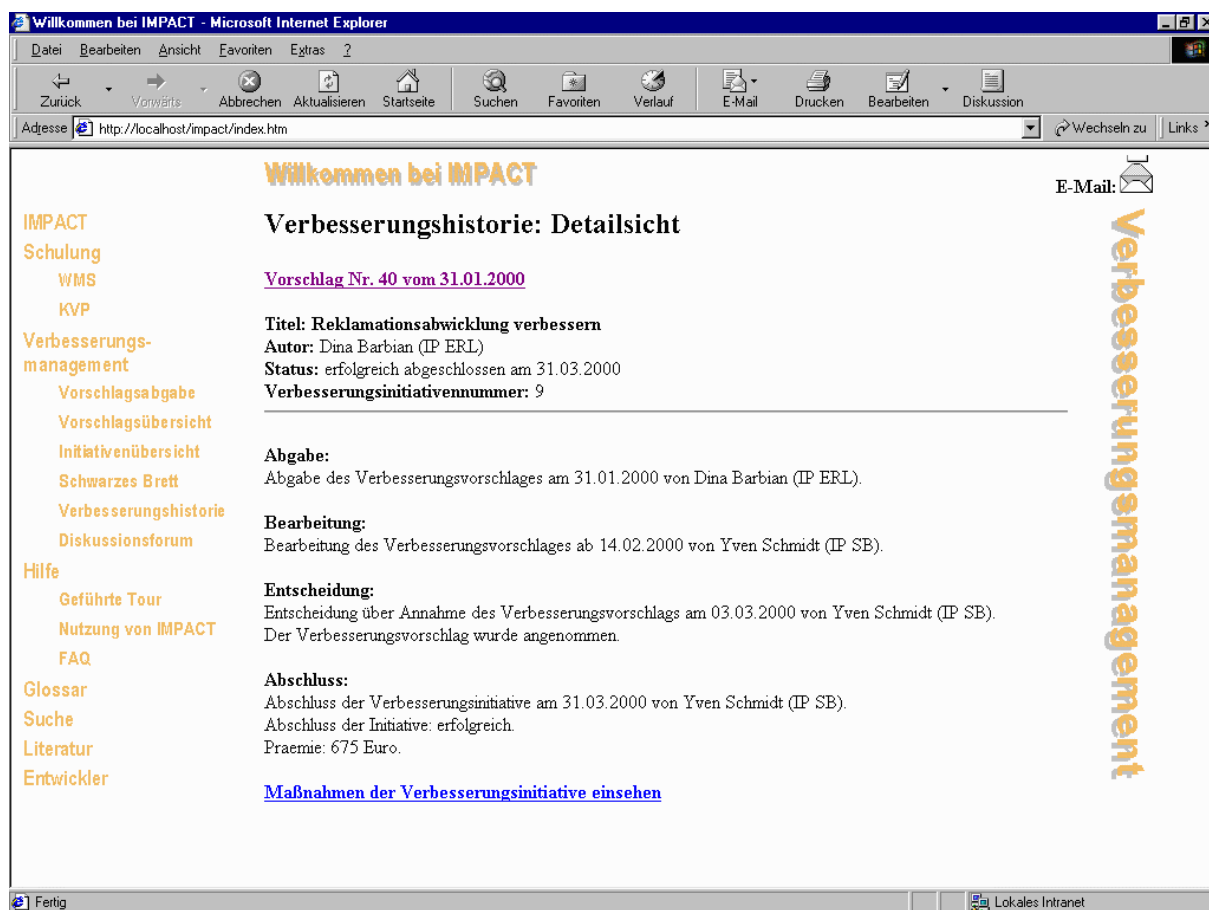 Willkommen bei IMPACT - Microsoft Internet Explorer
Datei Bearbeiten Ansicht Favoriten Extras ?
Zurück Vorwärts Abbrechen Aktualisieren Startseite Suchen Favoriten Verlauf E-Mail Drucken Bearbeiten Diskussion
Adresse http://localhost/impact/index.htm Wechseln zu Links
Willkommen bei IMPACT
E-Mail:
IMPACT
Schulung
WMS
KVP
Verbesserungs-
management
Vorschlagsabgabe
Vorschlagsübersicht
Initiativenübersicht
Schwarzes Brett
Verbesserungshistorie
Diskussionsforum
Hilfe
Geführte Tour
Nutzung von IMPACT
FAQ
Glossar
Suche
Literatur
Entwickler
Verbesserungshistorie: Detailsicht
Vorschlag Nr. 40 vom 31.01.2000
Titel: Reklamationsabwicklung verbessern
Autor: Dina Barbian (IP ERL)
Status: erfolgreich abgeschlossen am 31.03.2000
Verbesserungsinitiativennummer: 9
Abgabe:
Abgabe des Verbesserungsvorschlages am 31.01.2000 von Dina Barbian (IP ERL).
Bearbeitung:
Bearbeitung des Verbesserungsvorschlages ab 14.02.2000 von Yven Schmidt (IP SB).
Entscheidung:
Entscheidung über Annahme des Verbesserungsvorschlags am 03.03.2000 von Yven Schmidt (IP SB).
Der Verbesserungsvorschlag wurde angenommen.
Abschluss:
Abschluss der Verbesserungsinitiative am 31.03.2000 von Yven Schmidt (IP SB).
Abschluss der Initiative: erfolgreich.
Praemie: 675 Euro.
Maßnahmen der Verbesserungsinitiative einsehen
Verbesserungsmanagement
Fertig Lokales Intranet